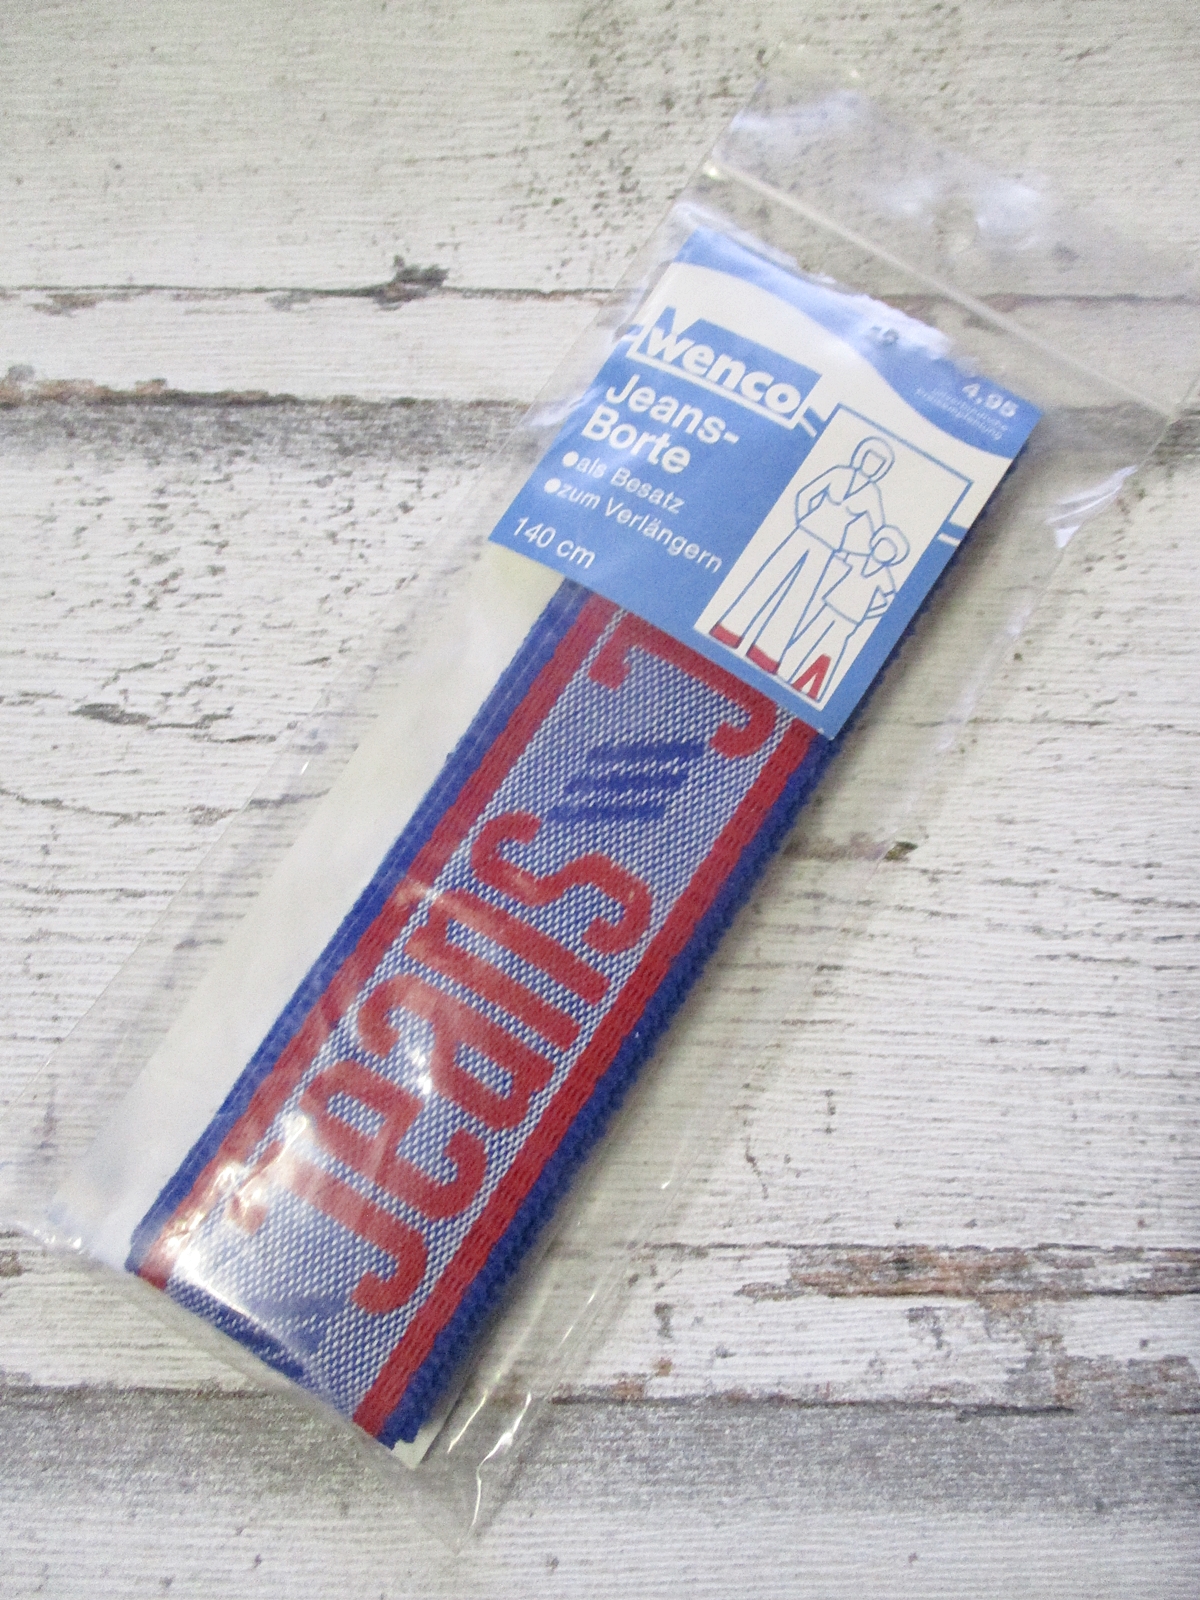 wenco
Jeans-
Borte
●als Besatz
●zum Verlängern
140 cm
4,95
Jeans
J